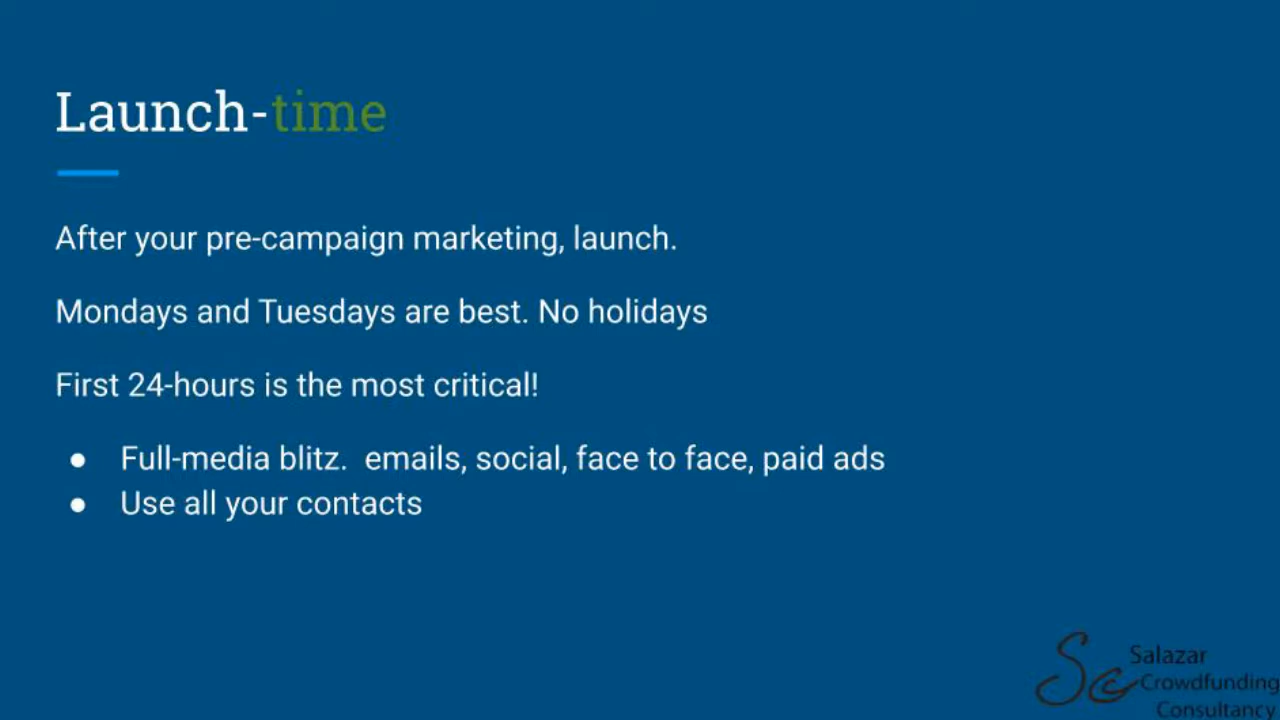 Launch-time
After your pre-campaign marketing, launch.
Mondays and Tuesdays are best. No holidays
First 24-hours is the most critical!
● Full-media blitz.  emails, social, face to face, paid ads
● Use all your contacts
Scc
Salazar
Crowdfunding
Consultancy.